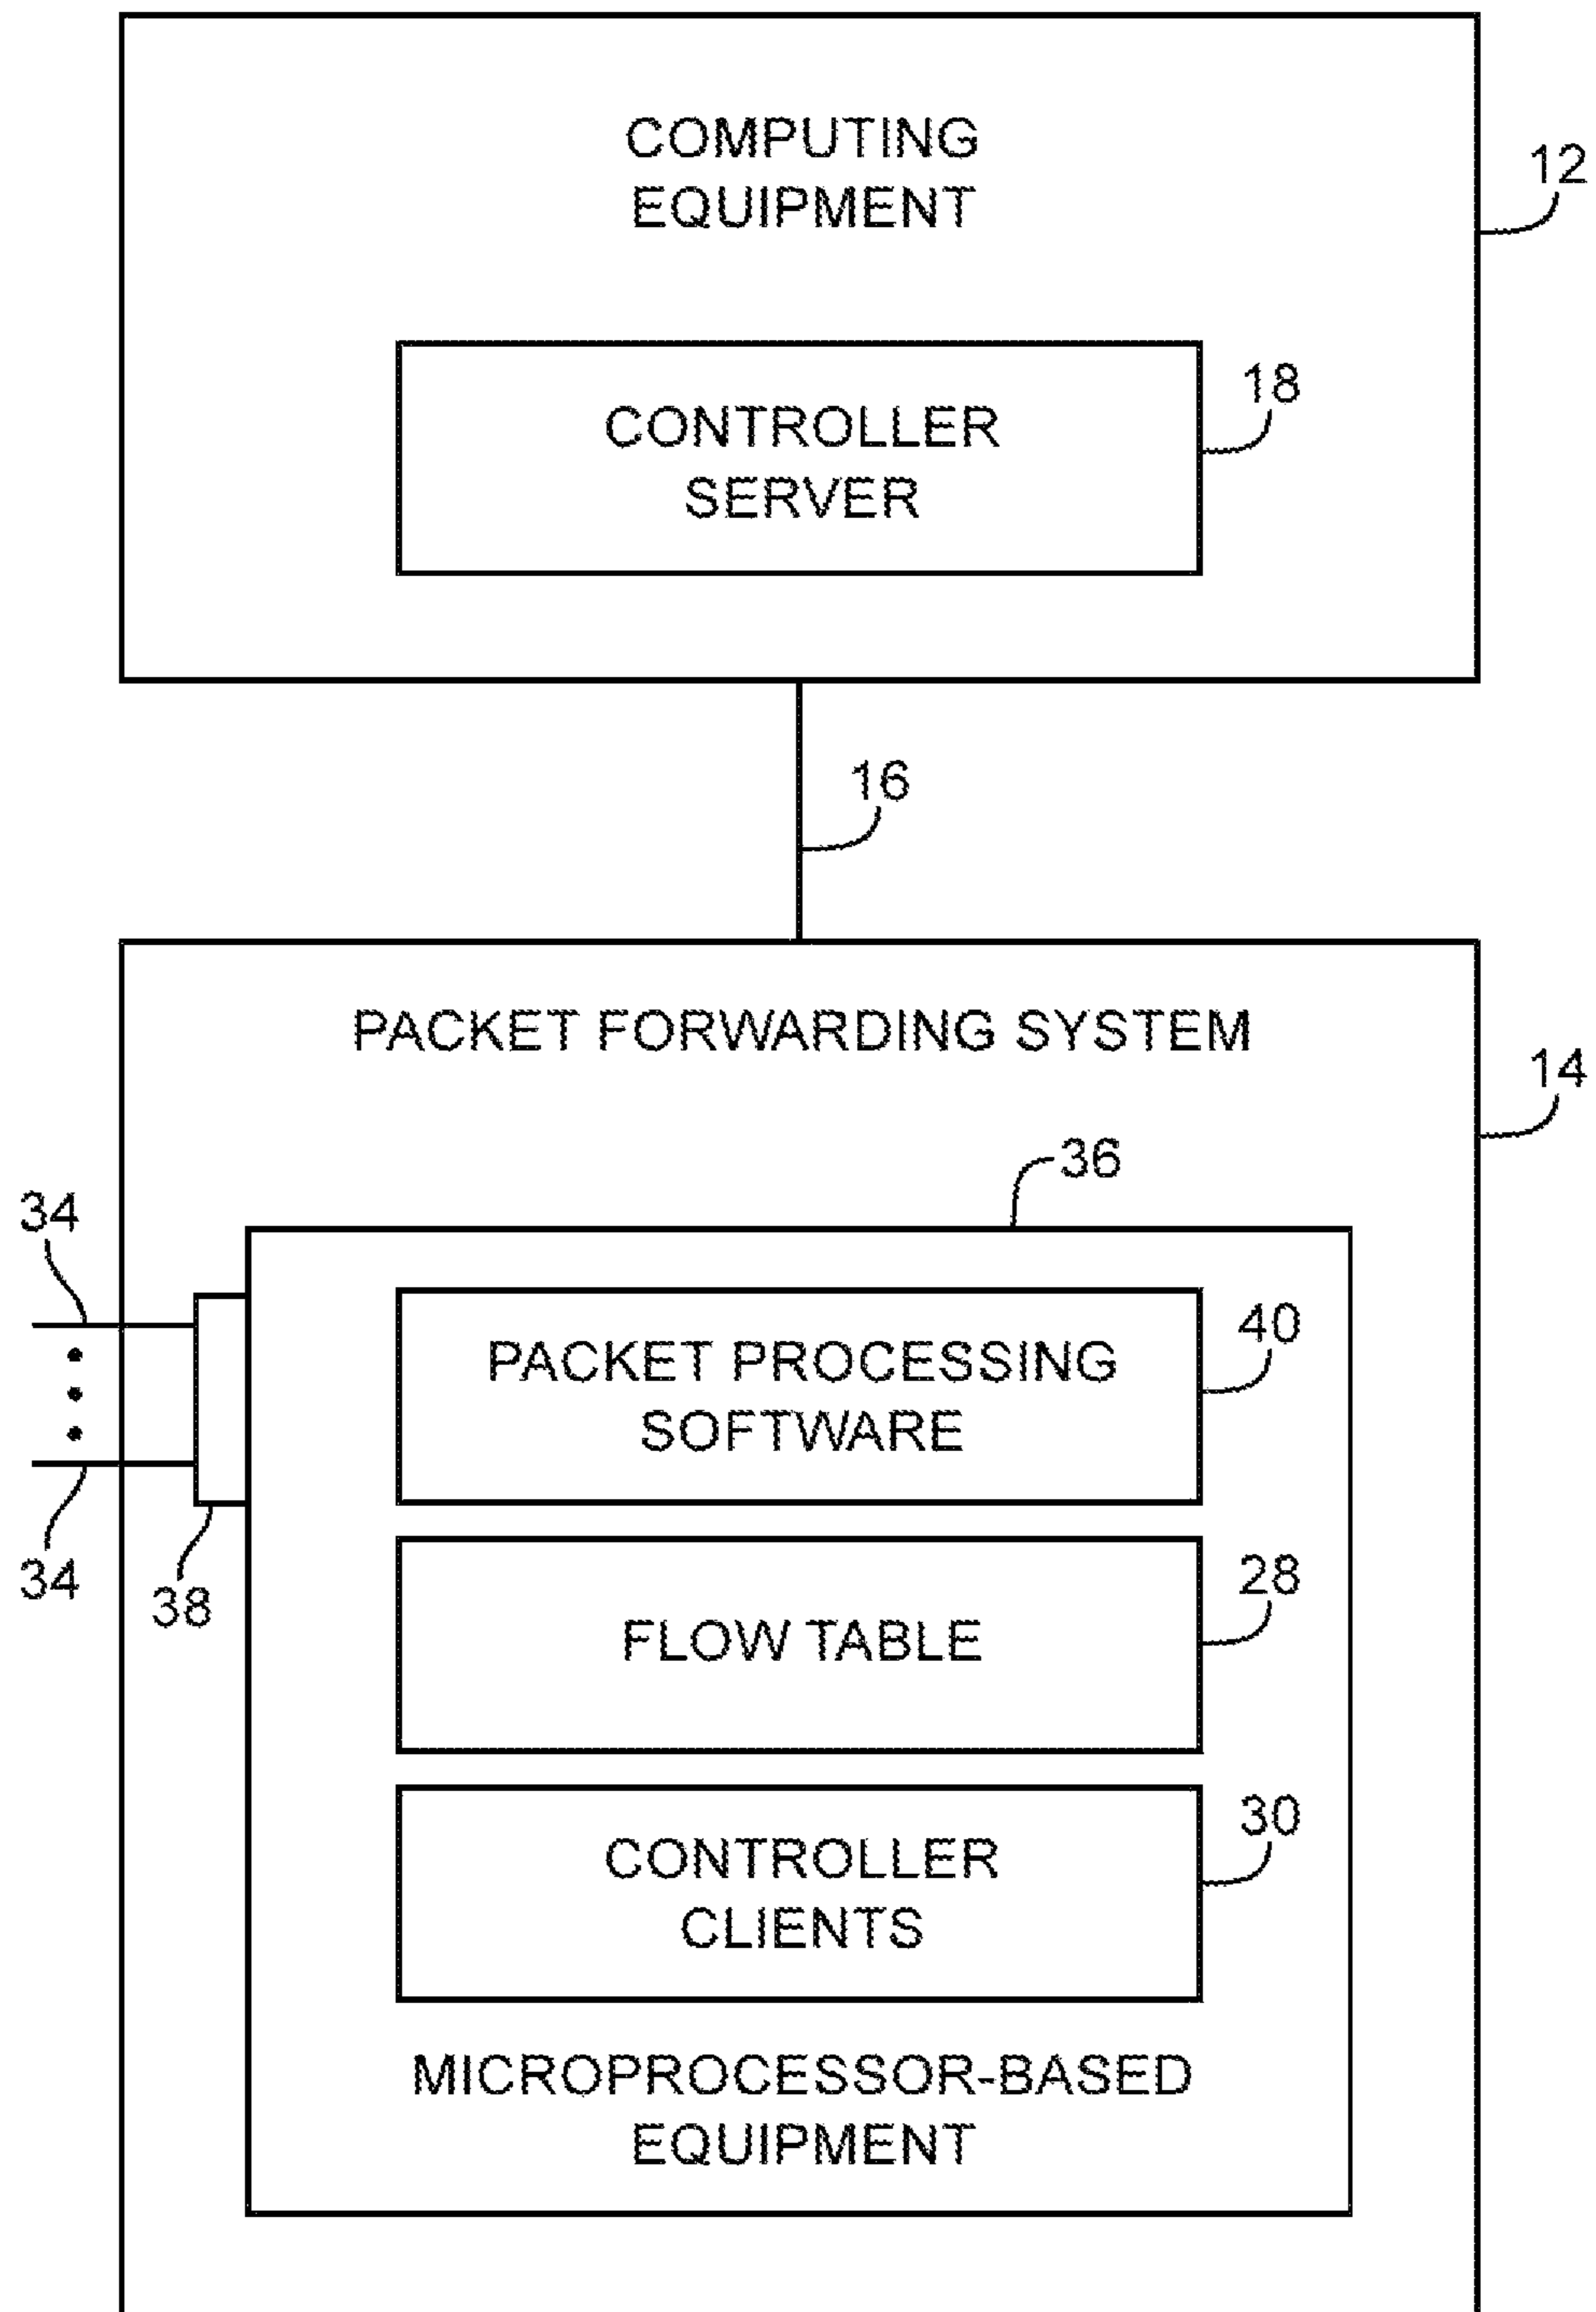 COMPUTING
EQUIPMENT
12
CONTROLLER
SERVER
18
16
PACKET FORWARDING SYSTEM
14
36
34
PACKET PROCESSING
SOFTWARE
40
34
38
FLOW TABLE
28
CONTROLLER
CLIENTS
30
MICROPROCESSOR-BASED
EQUIPMENT